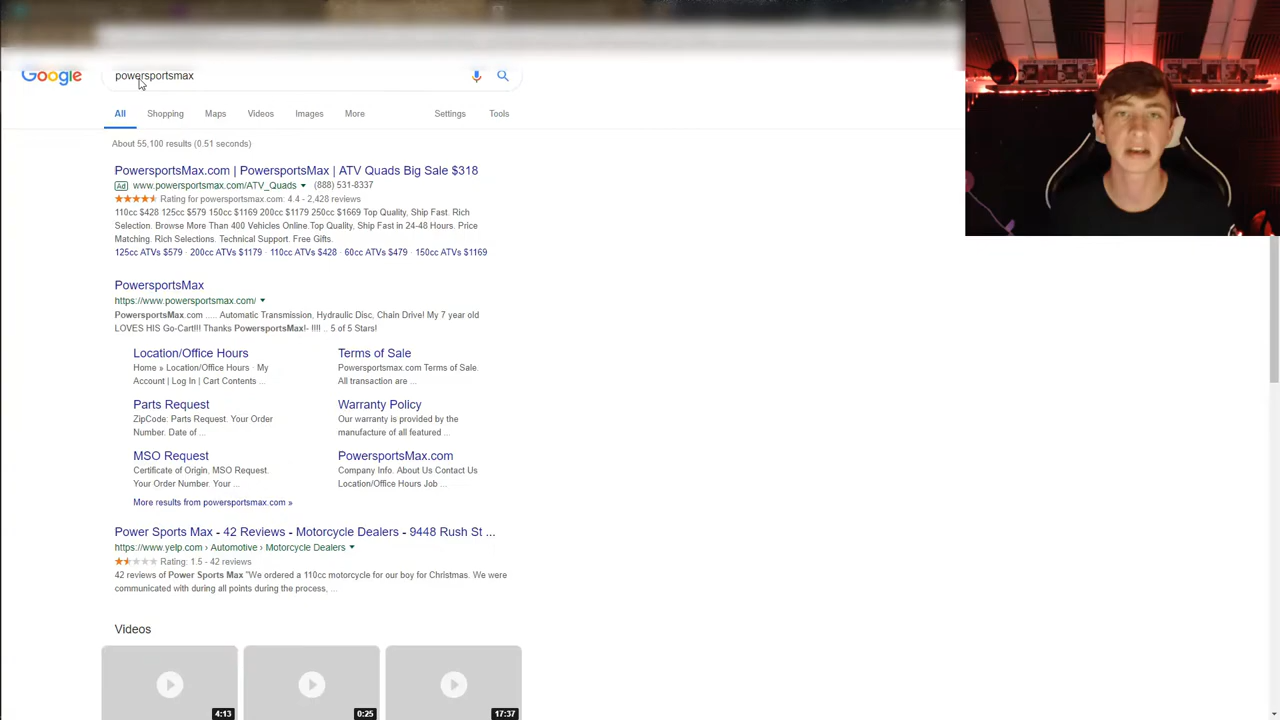 Google
powersportsmax
All Shopping Maps Videos Images More Settings Tools
About 55,100 results (0.51 seconds)
PowersportsMax.com | PowersportsMax | ATV Quads Big Sale $318
Ad www.powersportsmax.com/ATV_Quads (888) 531-8337
Rating for powersportsmax.com: 4.4 - 2,428 reviews
110cc $428 125cc $579 150cc $1169 200cc $1179 250cc $1669 Top Quality, Ship Fast. Rich
Selection. Browse More Than 400 Vehicles Online.Top Quality, Ship Fast in 24-48 Hours. Price
Matching. Rich Selections. Technical Support. Free Gifts.
125cc ATVs $579 · 200cc ATVs $1179 · 110cc ATVs $428 · 60cc ATVs $479 · 150cc ATVs $1169
PowersportsMax
https://www.powersportsmax.com/
PowersportsMax.com ..... Automatic Transmission, Hydraulic Disc, Chain Drive! My 7 year old
LOVES HIS Go-Cart!!! Thanks PowersportsMax!- !!!! .. 5 of 5 Stars!
Location/Office Hours
Home » Location/Office Hours · My
Account | Log In | Cart Contents ...
Terms of Sale
Powersportsmax.com Terms of Sale.
All transaction are ...
Parts Request
ZipCode: Parts Request. Your Order
Number. Date of ...
Warranty Policy
Our warranty is provided by the
manufacture of all featured ...
MSO Request
Certificate of Origin, MSO Request.
Your Order Number. Your ...
PowersportsMax.com
Company Info. About Us Contact Us
Location/Office Hours Job ...
More results from powersportsmax.com »
Power Sports Max - 42 Reviews - Motorcycle Dealers - 9448 Rush St ...
https://www.yelp.com › Automotive › Motorcycle Dealers
Rating: 1.5 - 42 reviews
42 reviews of Power Sports Max "We ordered a 110cc motorcycle for our boy for Christmas. We were
communicated with during all points during the process, ...
Videos
4:13
0:25
17:37